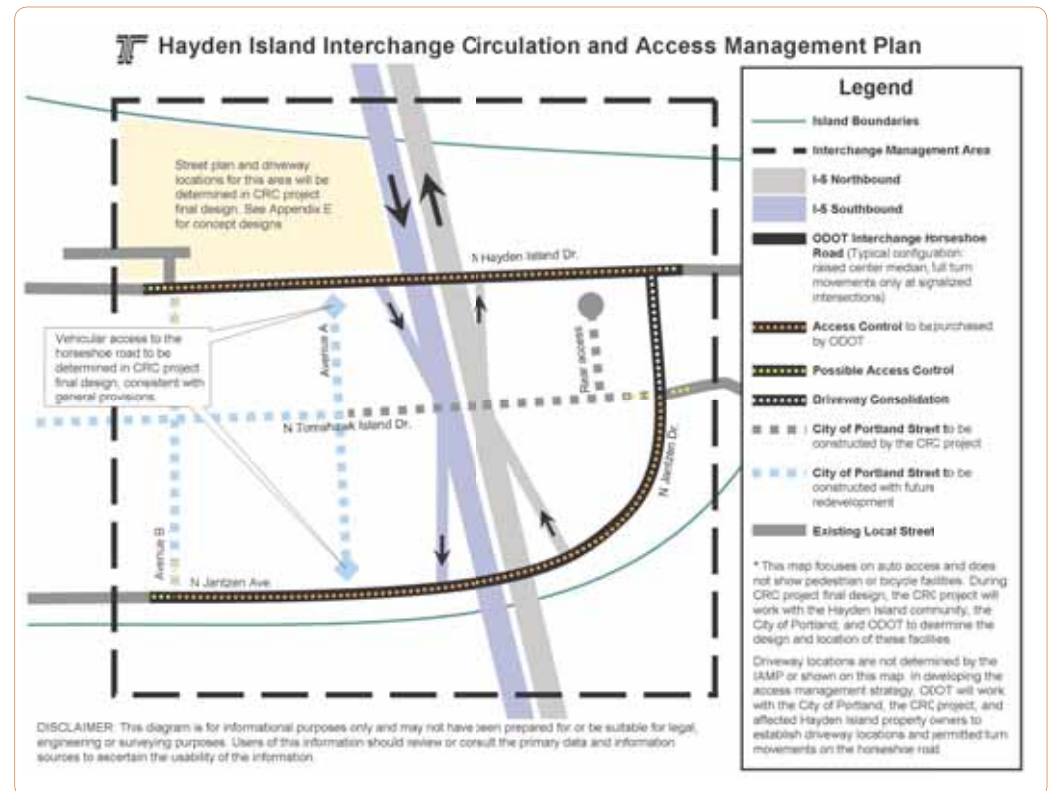 Hayden Island Interchange Circulation and Access Management Plan
Street plan and driveway
locations for this area will be
determined in CRC project
final design. See Appendix E
for concept designs
N Hayden Island Dr.
Vehicular access to the
horseshoe road to be
determined in CRC project
final design, consistent with
general provisions.
Avenue A
Rear access
N Tomahawk Island Dr.
N Jantzen Dr.
Avenue B
N Jantzen Ave.
DISCLAIMER: This diagram is for informational purposes only and may not have been prepared for or be suitable for legal,
engineering or surveying purposes. Users of this information should review or consult the primary data and information
sources to ascertain the usability of the information.
Legend
Island Boundaries
Interchange Management Area
I-5 Northbound
I-5 Southbound
ODOT Interchange Horseshoe
Road (Typical configuration:
raised center median, full turn
movements only at signalized
intersections)
Access Control to be purchased
by ODOT
Possible Access Control
Driveway Consolidation
City of Portland Street to be
constructed by the CRC project
City of Portland Street to be
constructed with future
redevelopment
Existing Local Street
* This map focuses on auto access and does
not show pedestrian or bicycle facilities. During
CRC project final design, the CRC project will
work with the Hayden Island community, the
City of Portland, and ODOT to determine the
design and location of these facilities
Driveway locations are not determined by the
IAMP or shown on this map. In developing the
access management strategy, ODOT will work
with the City of Portland, the CRC project, and
affected Hayden Island property owners to
establish driveway locations and permitted turn
movements on the horseshoe road